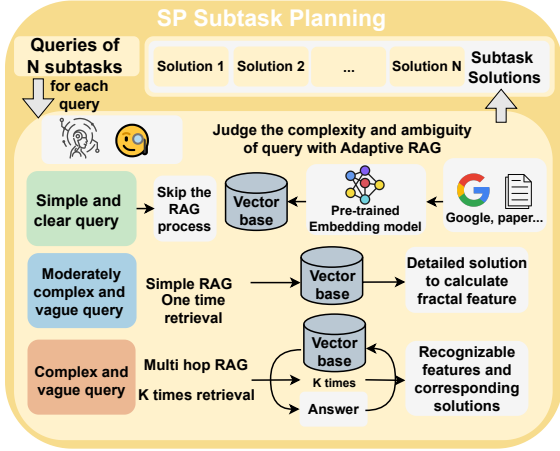 SP Subtask Planning
Queries of
N subtasks
for each
query
Solution 1
Solution 2
...
Solution N
Subtask
Solutions
Judge the complexity and ambiguity
of query with Adaptive RAG
Simple and
clear query
Skip the
RAG
process
Vector
base
Pre-trained
Embedding model
G
Google, paper...
Moderately
complex and
vague query
Simple RAG
One time
retrieval
Vector
base
Detailed solution
to calculate
fractal feature
Complex and
vague query
Multi hop RAG
K times retrieval
Vector
base
K times
Answer
Recognizable
features and
corresponding
solutions